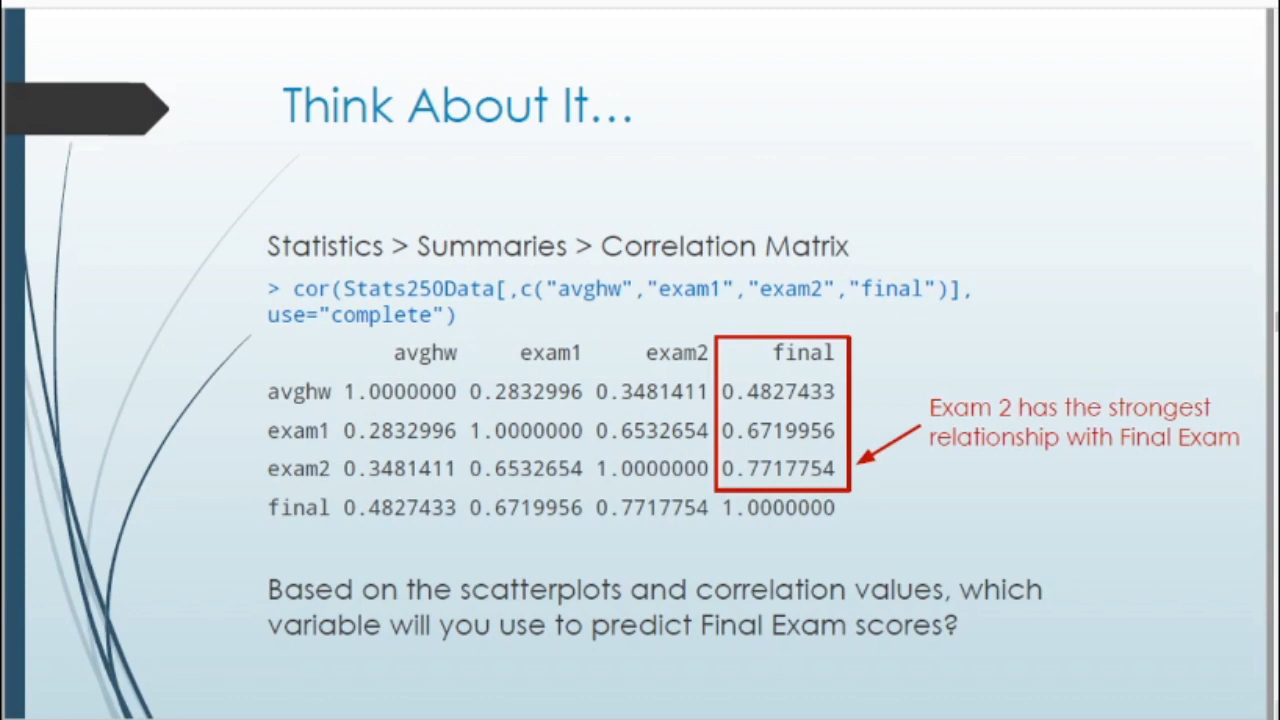 Think About It...
Statistics > Summaries > Correlation Matrix
> cor(Stats250Data[,c("avghw","exam1","exam2","final")],
use="complete")
avghw exam1 exam2 final
avghw 1.0000000 0.2832996 0.3481411 0.4827433
exam1 0.2832996 1.0000000 0.6532654 0.6719956
exam2 0.3481411 0.6532654 1.0000000 0.7717754
final 0.4827433 0.6719956 0.7717754 1.0000000
Exam 2 has the strongest
relationship with Final Exam
Based on the scatterplots and correlation values, which
variable will you use to predict Final Exam scores?